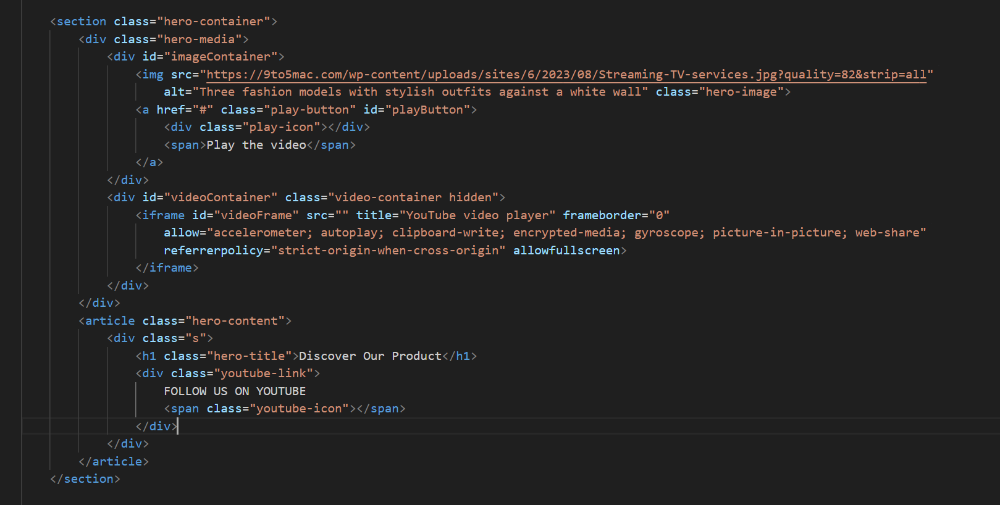 <section class="hero-container">
<div class="hero-media">
<div id="imageContainer">
<img src="https://9to5mac.com/wp-content/uploads/sites/6/2023/08/Streaming-TV-services.jpg?quality=82&strip=all"
alt="Three fashion models with stylish outfits against a white wall" class="hero-image">
<a href="#" class="play-button" id="playButton">
<div class="play-icon"></div>
<span>Play the video</span>
</a>
</div>
<div id="videoContainer" class="video-container hidden">
<iframe id="videoFrame" src="" title="YouTube video player" frameborder="0"
allow="accelerometer; autoplay; clipboard-write; encrypted-media; gyroscope; picture-in-picture; web-share"
referrerpolicy="strict-origin-when-cross-origin" allowfullscreen>
</iframe>
</div>
</div>
<article class="hero-content">
<div class="s">
<h1 class="hero-title">Discover Our Product</h1>
<div class="youtube-link">
FOLLOW US ON YOUTUBE
<span class="youtube-icon"></span>
</div>
</div>
</article>
</section>